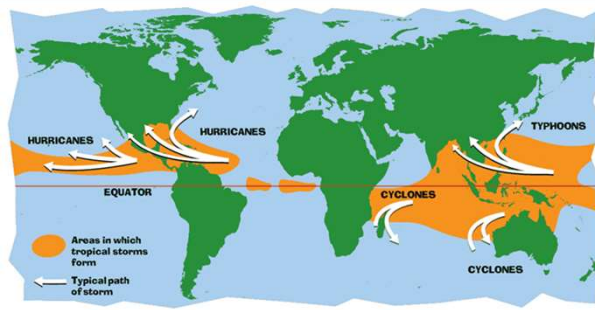 HURRICANES
HURRICANES
TYPHOONS
EQUATOR
CYCLONES
CYCLONES
Areas in which
tropical storms
form
Typical path
of storm